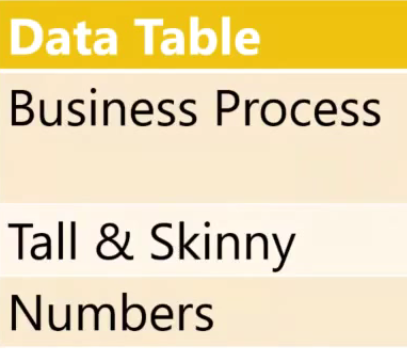 Data Table
Business Process
Tall & Skinny
Numbers